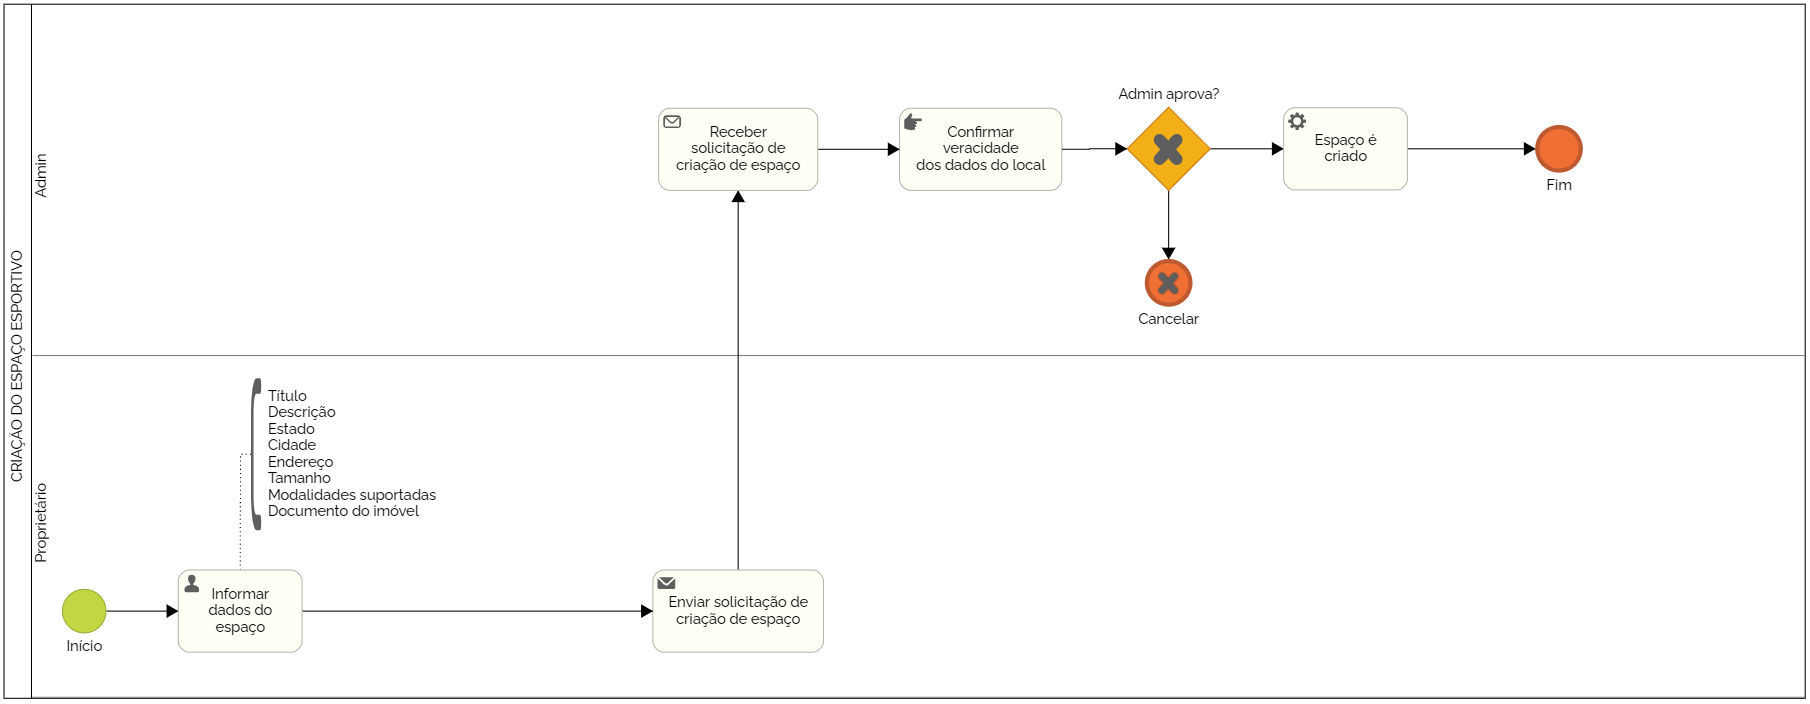 CRIAÇÃO DO ESPAÇO ESPORTIVO
Admin
Receber
solicitação de
criação de espaço
Confirmar
veracidade
dos dados do local
Admin aprova?
Espaço é
criado
Fim
Cancelar
Proprietário
Título
Descrição
Estado
Cidade
Endereço
Tamanho
Modalidades suportadas
Documento do imóvel
Início
Informar
dados do
espaço
Enviar solicitação de
criação de espaço